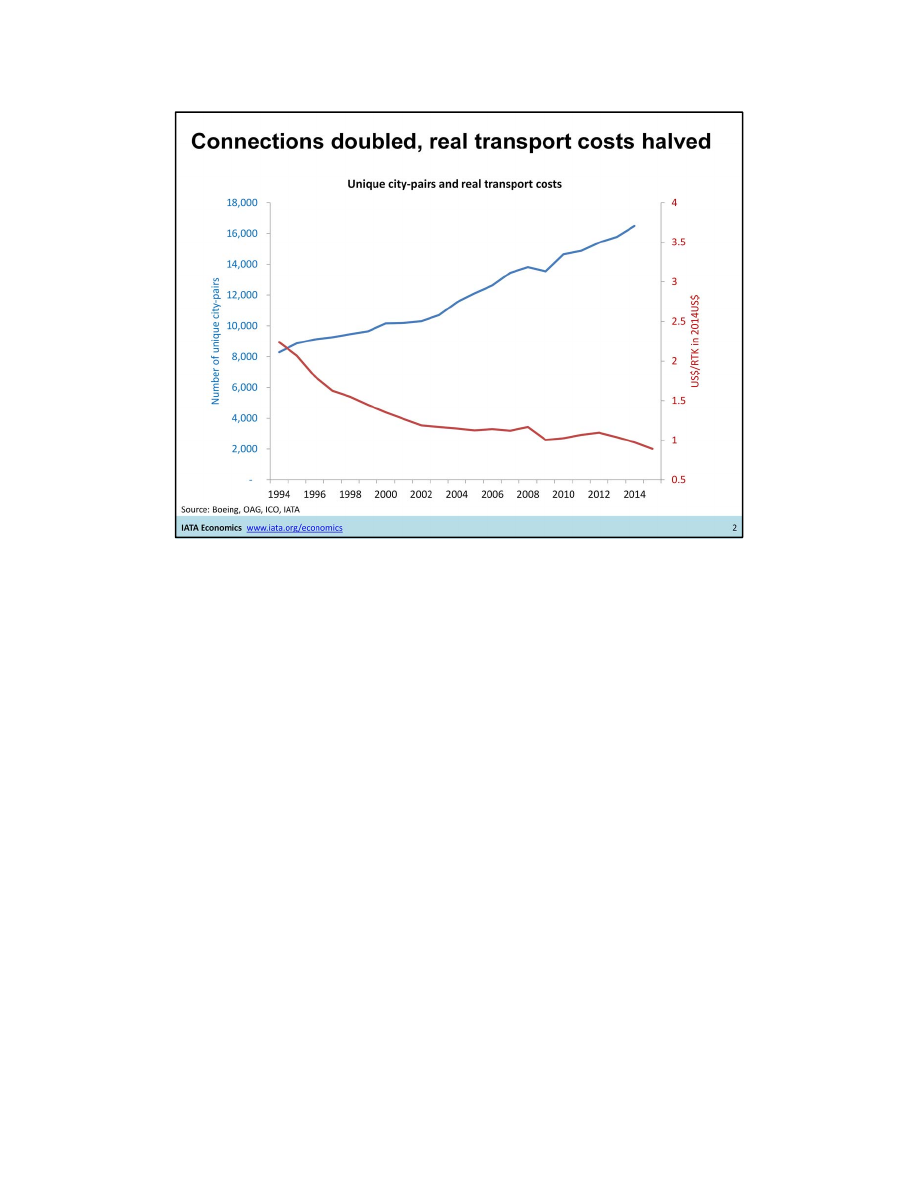 Connections doubled, real transport costs halved
Unique city-pairs and real transport costs
18,000
16,000
14,000
12,000
10,000
8,000
6,000
4,000
2,000
-
Number of unique city-pairs
4
3.5
3
2.5
2
1.5
1
0.5
US$/RTK in 2014US$
1994 1996 1998 2000 2002 2004 2006 2008 2010 2012 2014
Source: Boeing, OAG, ICO, IATA
IATA Economics www.iata.org/economics 2